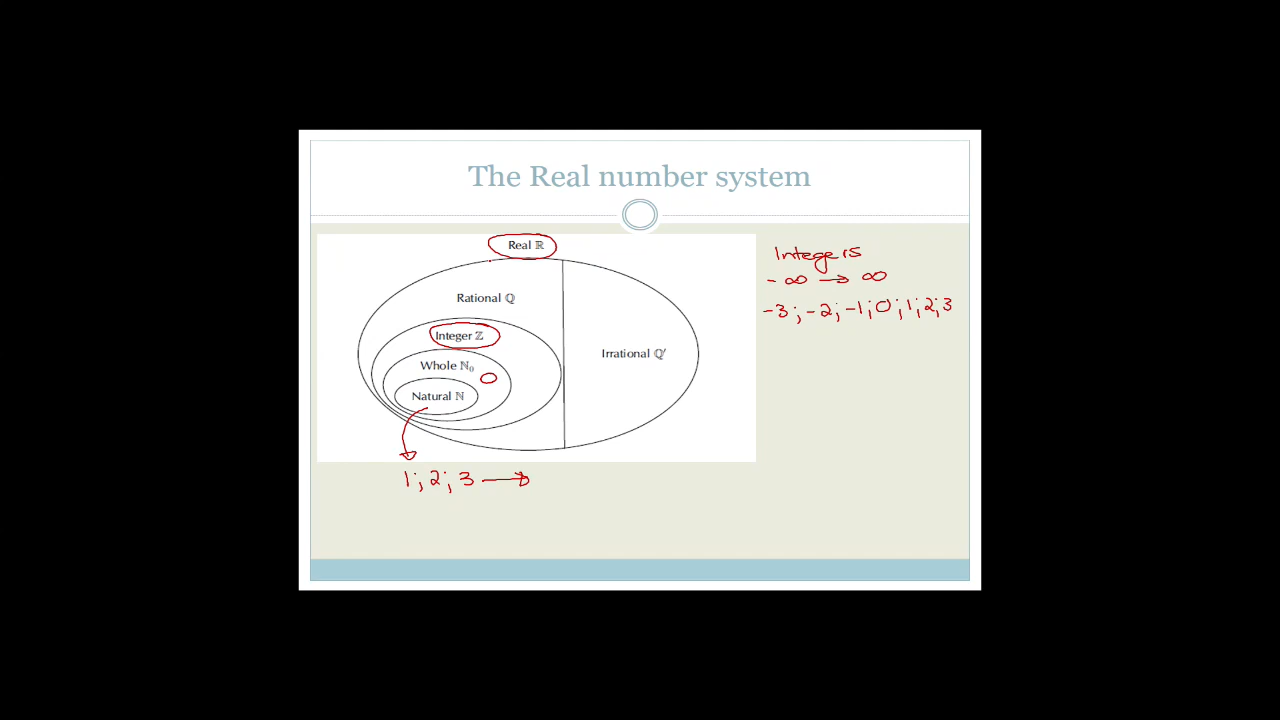 The Real number system
Real ℝ
Rational ℚ
Integer ℤ
Whole ℕ₀
0
Natural ℕ
Irrational ℚ′
1; 2; 3 →
Integers
-∞ → ∞
-3; -2; -1; 0; 1; 2; 3